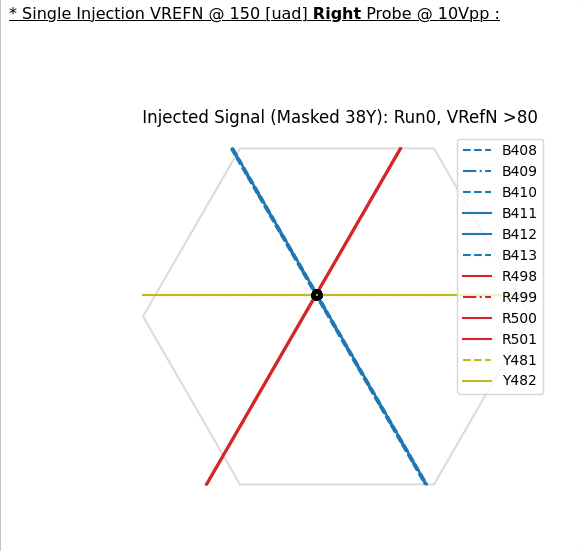 * Single Injection VREFN @ 150 [uad] Right Probe @ 10Vpp :
Injected Signal (Masked 38Y): Run0, VRefN >80
B408
B409
B410
B411
B412
B413
R498
R499
R500
R501
Y481
Y482